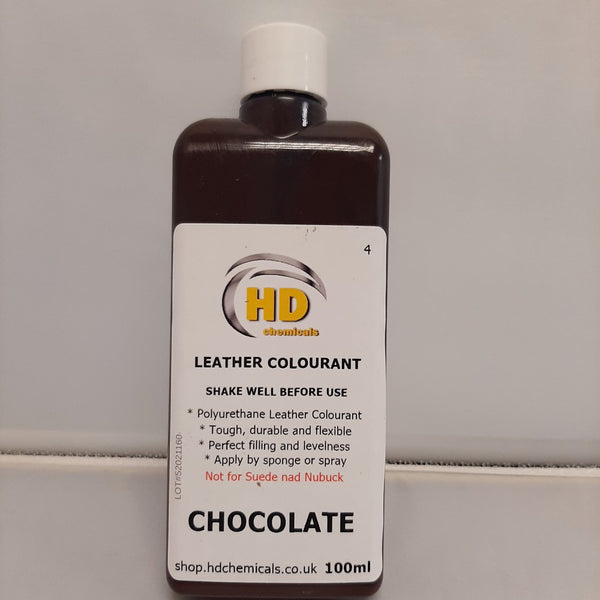 4
HD
chemicals
LEATHER COLOURANT
SHAKE WELL BEFORE USE
* Polyurethane Leather Colourant
* Tough, durable and flexible
* Perfect filling and levelness
* Apply by sponge or spray
Not for Suede nad Nubuck
LOT#52021160
CHOCOLATE
shop.hdchemicals.co.uk 100ml